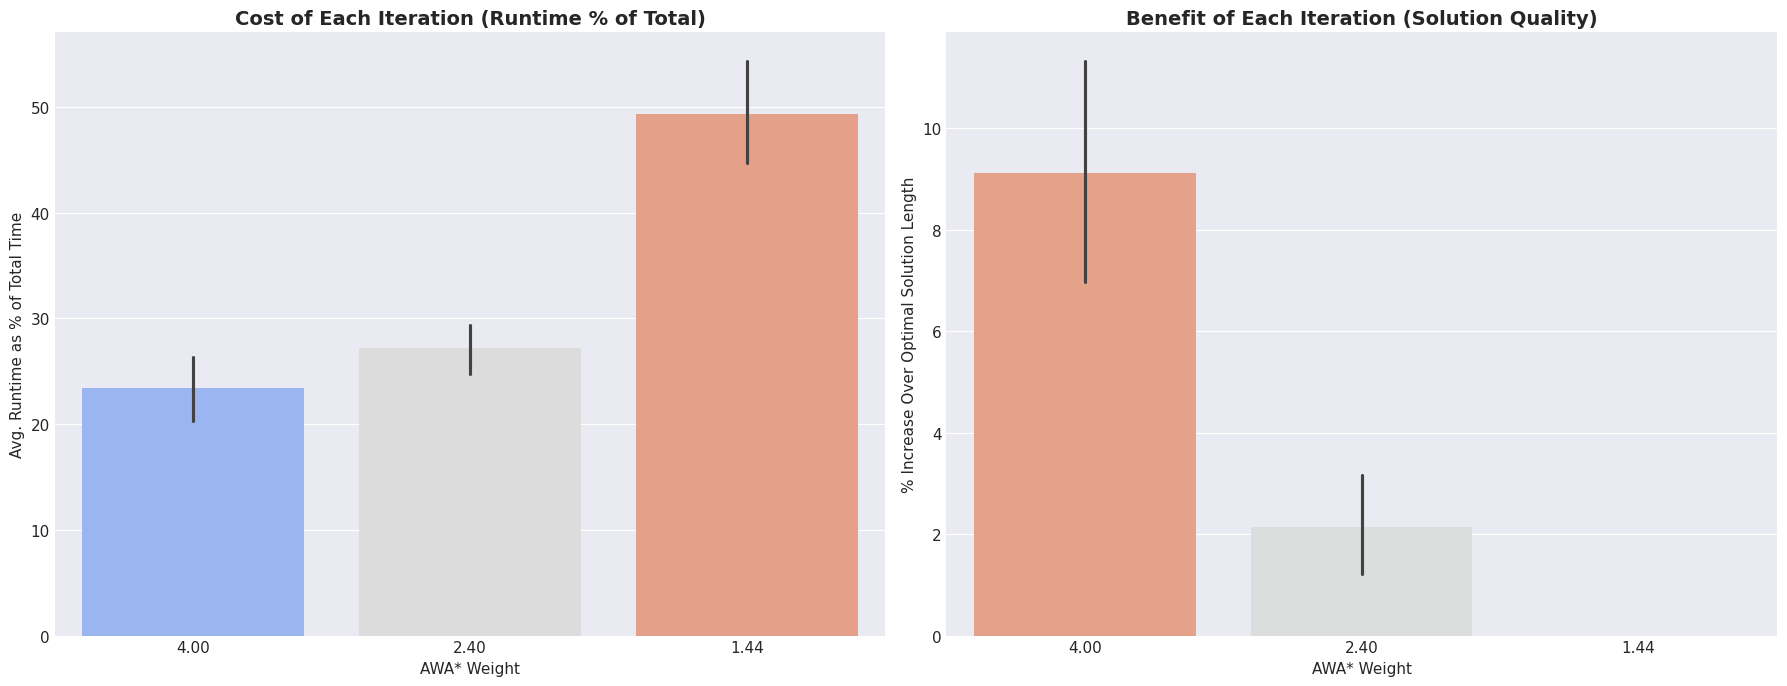 Cost of Each Iteration (Runtime % of Total)
Avg. Runtime as % of Total Time
50
40
30
20
10
0
4.00 2.40 1.44
AWA* Weight
Benefit of Each Iteration (Solution Quality)
% Increase Over Optimal Solution Length
10
8
6
4
2
0
4.00 2.40 1.44
AWA* Weight